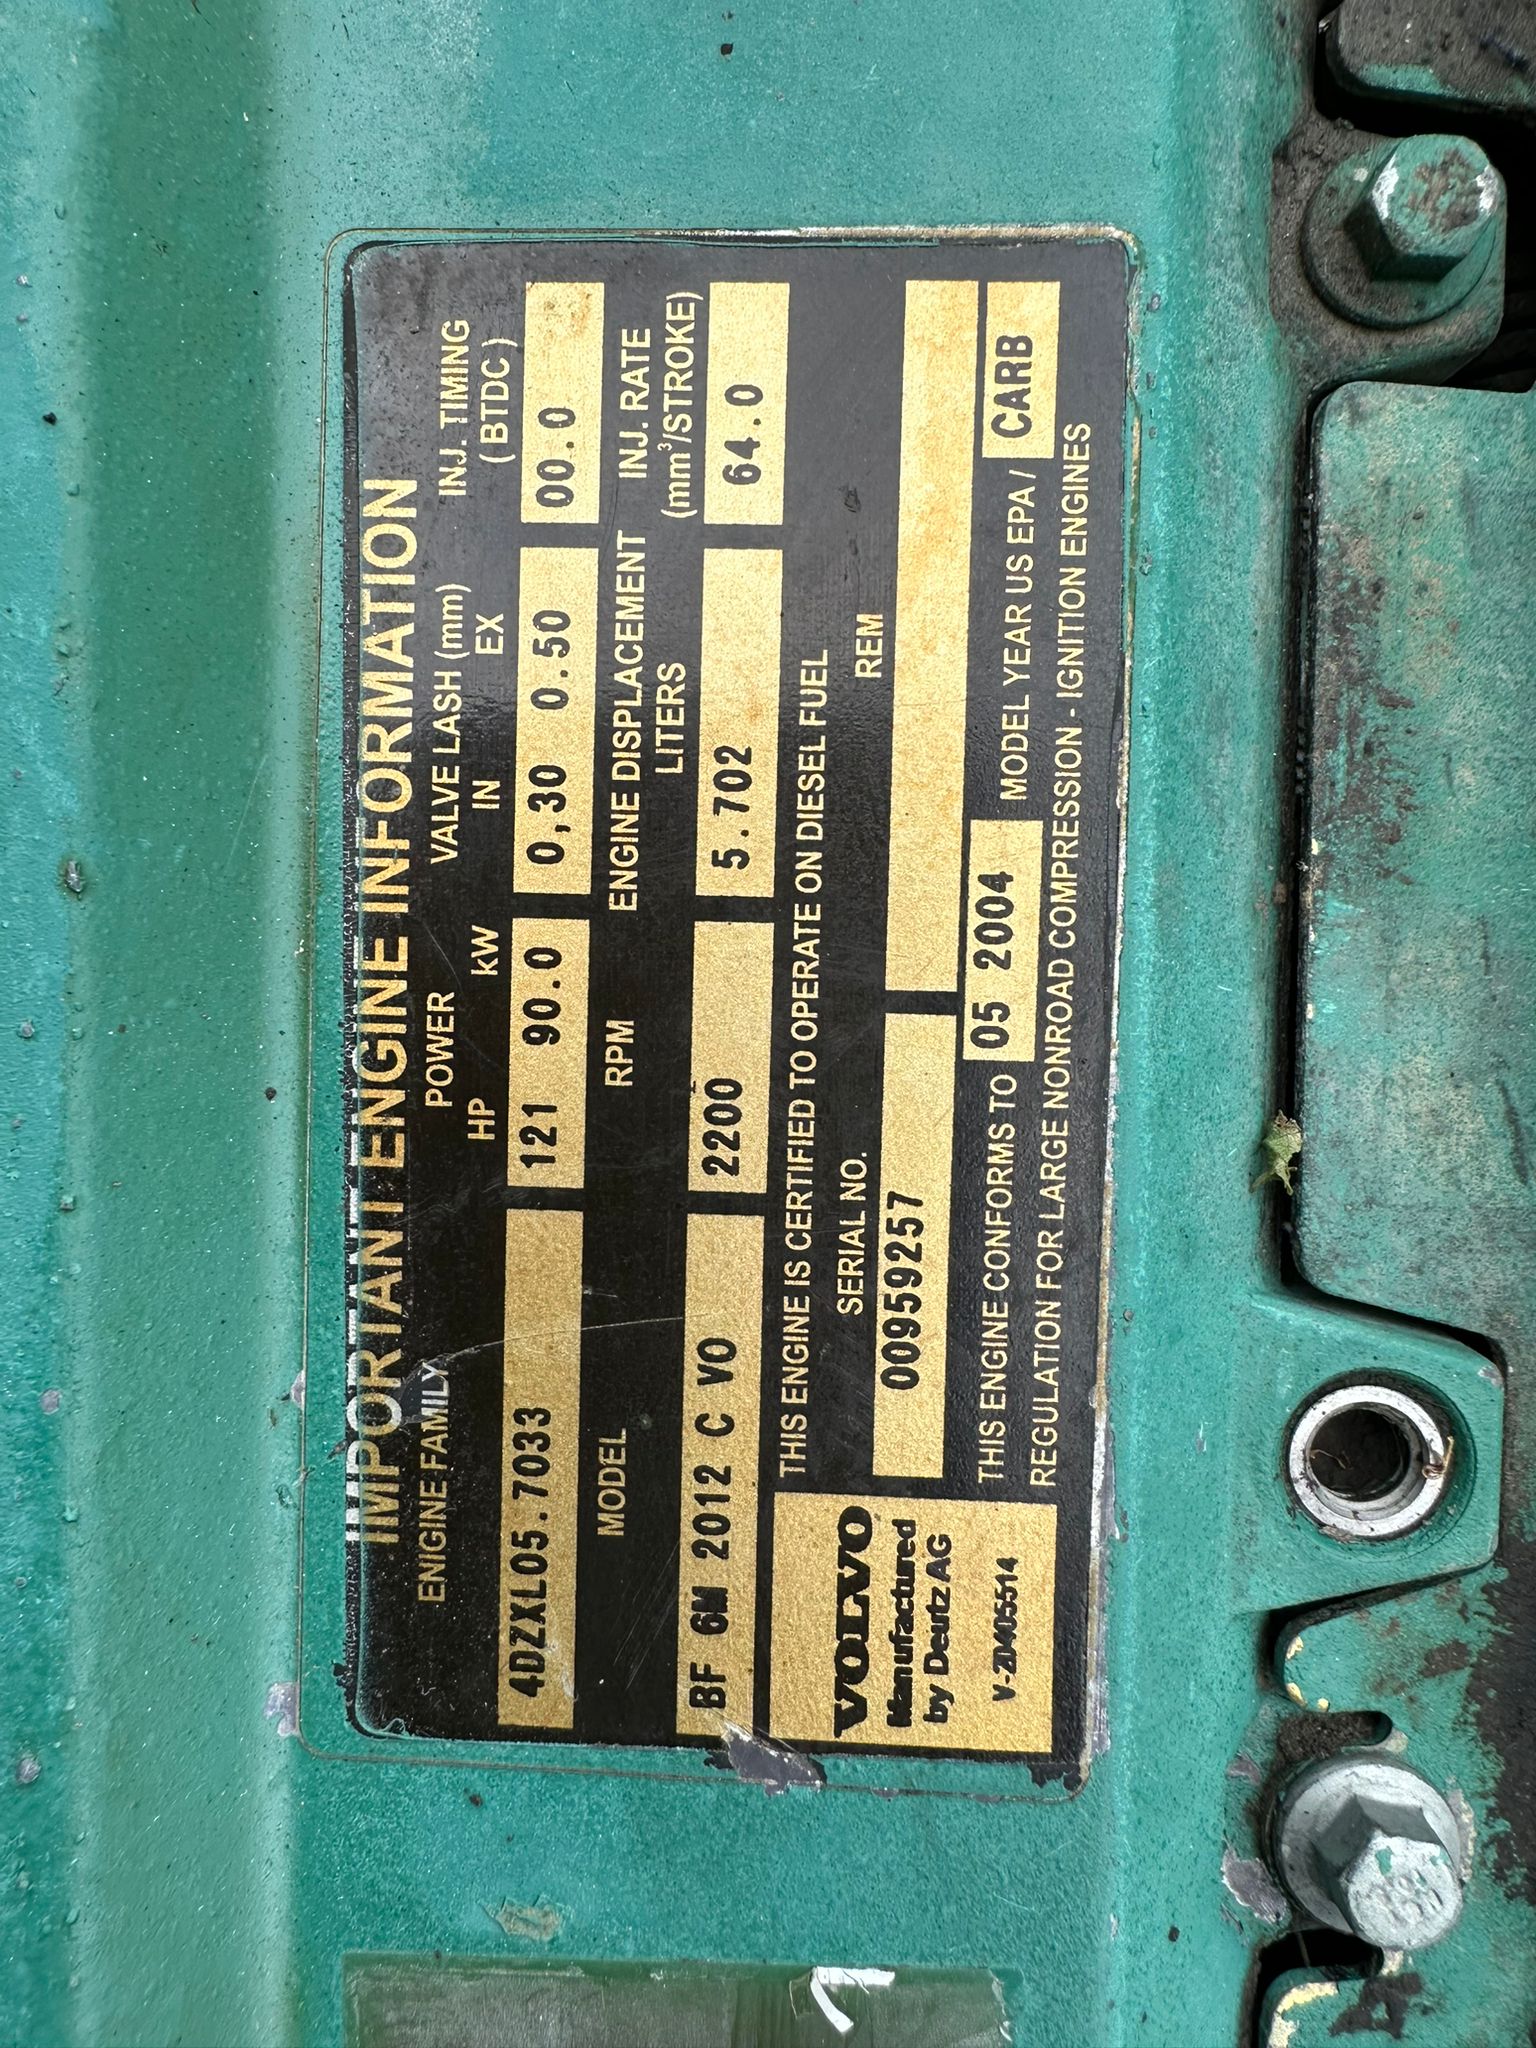 IMPORTANT ENGINE INFORMATION
ENIGINE FAMILY
POWER
HP kW
VALVE LASH (mm)
IN EX
INJ. TIMING
( BTDC )
4DZXL05.7033
121 90.0
0,30 0.50
00.0
MODEL
RPM
ENGINE DISPLACEMENT
LITERS
INJ. RATE
(mm³/STROKE)
BF 6M 2012 C VO
2200
5.702
64.0
THIS ENGINE IS CERTIFIED TO OPERATE ON DIESEL FUEL
SERIAL NO.
REM
00959257
THIS ENGINE CONFORMS TO 05 2004 MODEL YEAR US EPA / CARB
REGULATION FOR LARGE NONROAD COMPRESSION - IGNITION ENGINES
VOLVO
Manufactured
by Deutz AG
V-20405514